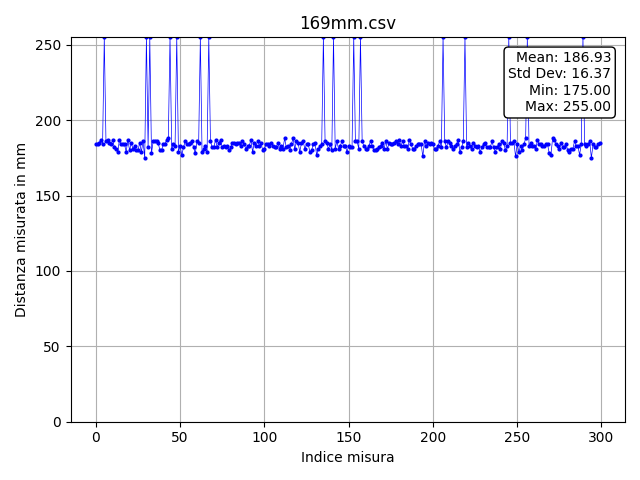 169mm.csv
250
200
150
100
50
0
Distanza misurata in mm
Mean: 186.93
Std Dev: 16.37
Min: 175.00
Max: 255.00
0 50 100 150 200 250 300
Indice misura